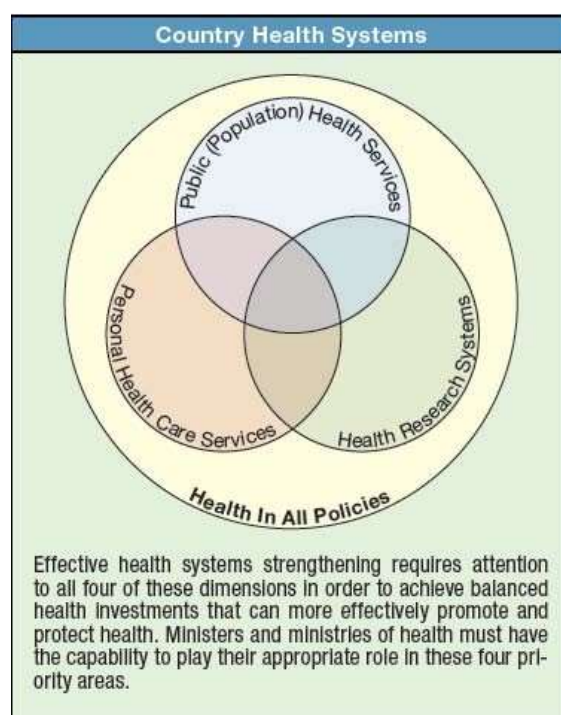 Country Health Systems
Public (Population) Health Services
Personal Health Care Services
Health Research Systems
Health In All Policies
Effective health systems strengthening requires attention
to all four of these dimensions in order to achieve balanced
health investments that can more effectively promote and
protect health. Ministers and ministries of health must have
the capability to play their appropriate role in these four pri-
ority areas.